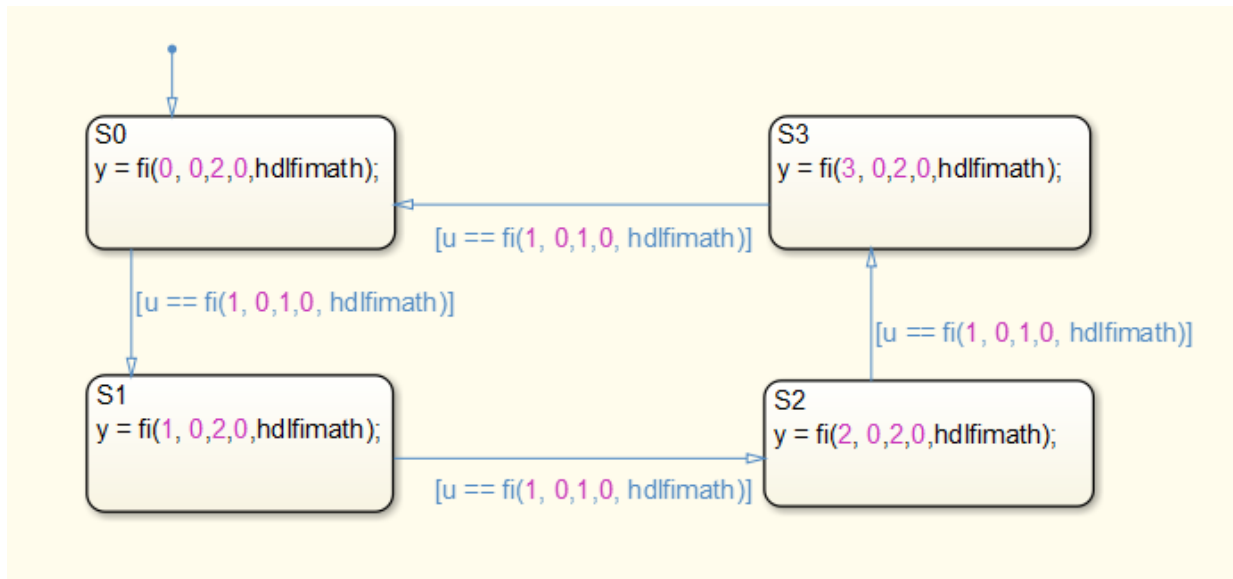 S0
y = fi(0, 0,2,0,hdlfimath);
S3
y = fi(3, 0,2,0,hdlfimath);
[u == fi(1, 0,1,0, hdlfimath)]
[u == fi(1, 0,1,0, hdlfimath)]
[u == fi(1, 0,1,0, hdlfimath)]
S1
y = fi(1, 0,2,0,hdlfimath);
S2
y = fi(2, 0,2,0,hdlfimath);
[u == fi(1, 0,1,0, hdlfimath)]